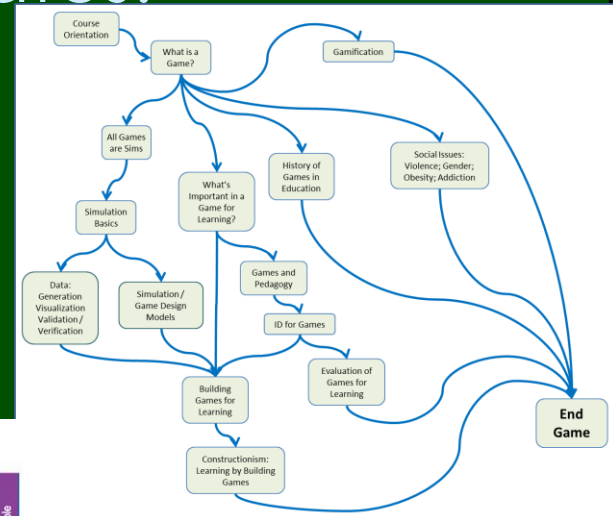 Course
Orientation
What is a
Game?
Gamification
All Games
are Sims
What's
Important in a
Game for
Learning?
History of
Games in
Education
Social Issues:
Violence; Gender;
Obesity; Addiction
Simulation
Basics
Games and
Pedagogy
Data:
Generation
Visualization
Validation /
Verification
Simulation /
Game Design
Models
ID for Games
Evaluation of
Games for
Learning
Building
Games for
Learning
End
Game
Constructionism:
Learning by Building
Games